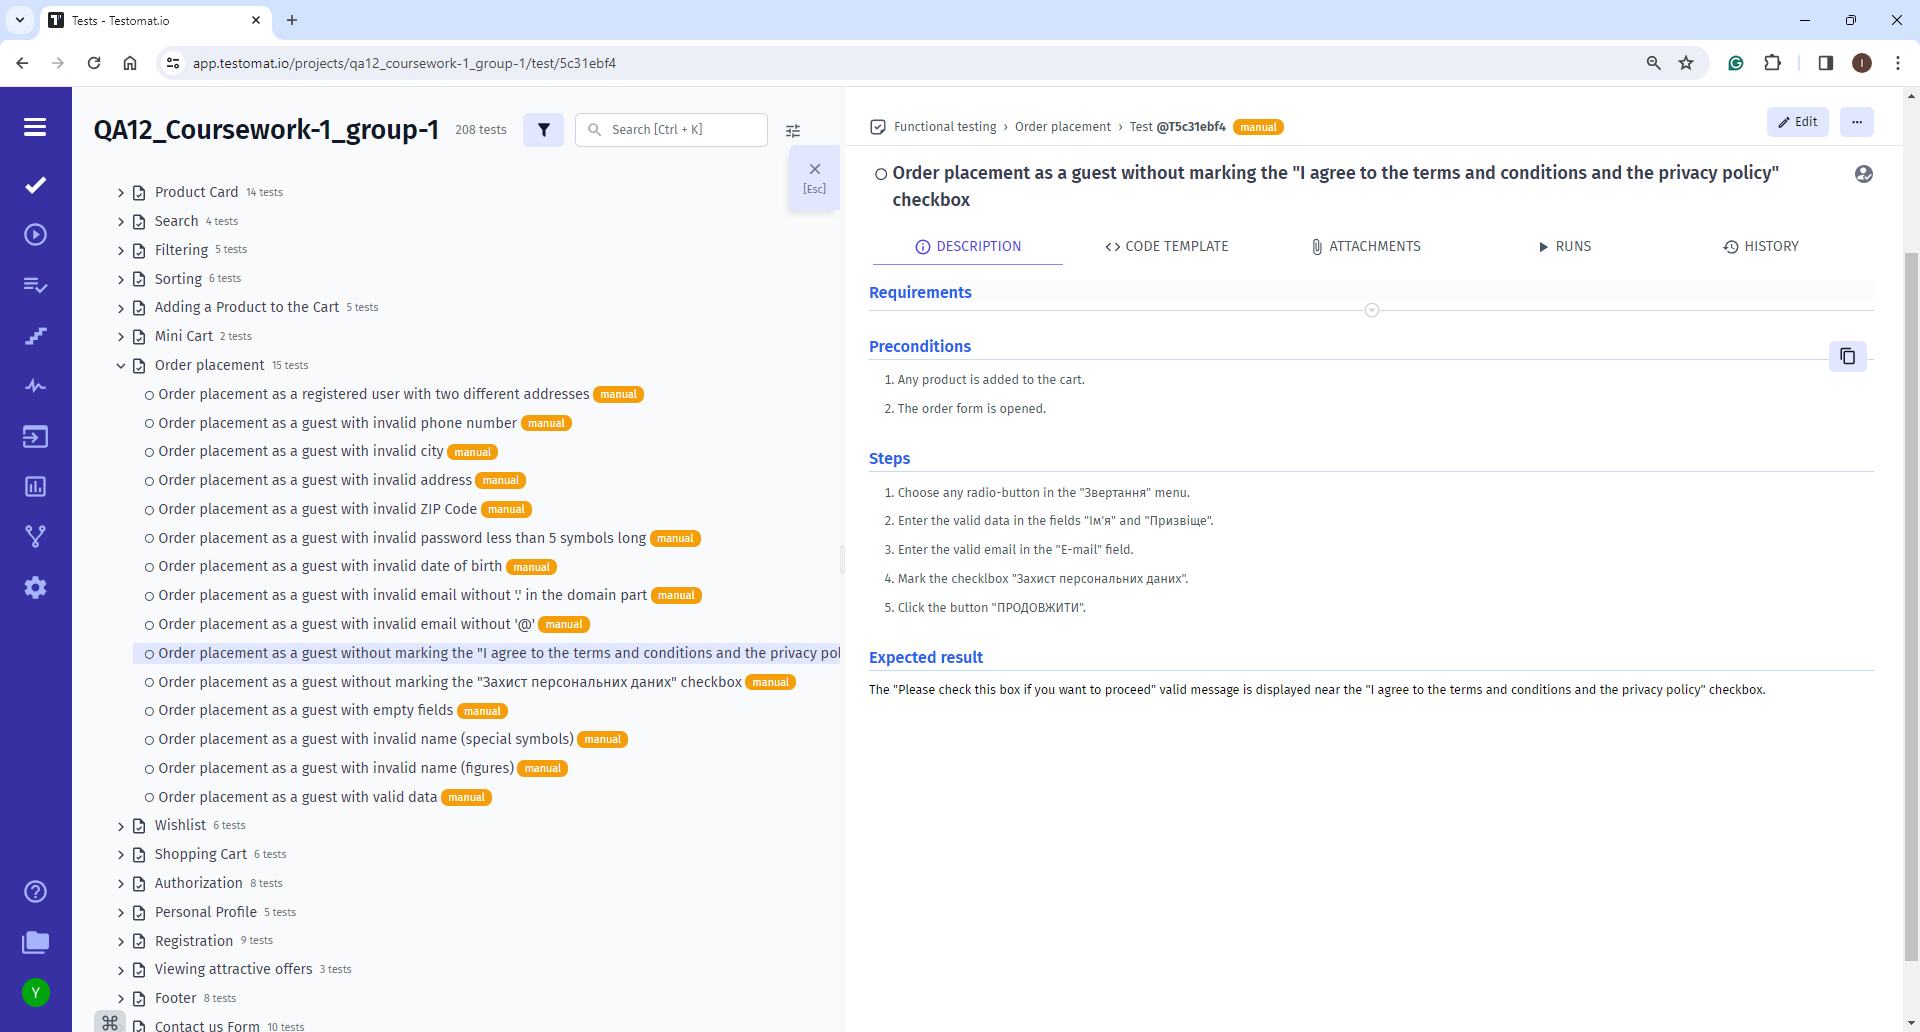 Tests - Testomat.io
app.testomat.io/projects/qa12_coursework-1_group-1/test/5c31ebf4
I
QA12_Coursework-1_group-1 208 tests
Search [Ctrl + K]
[Esc]
Product Card 14 tests
Search 4 tests
Filtering 5 tests
Sorting 6 tests
Adding a Product to the Cart 5 tests
Mini Cart 2 tests
Order placement 15 tests
Order placement as a registered user with two different addresses manual
Order placement as a guest with invalid phone number manual
Order placement as a guest with invalid city manual
Order placement as a guest with invalid address manual
Order placement as a guest with invalid ZIP Code manual
Order placement as a guest with invalid password less than 5 symbols long manual
Order placement as a guest with invalid date of birth manual
Order placement as a guest with invalid email without '.' in the domain part manual
Order placement as a guest with invalid email without '@' manual
Order placement as a guest without marking the "I agree to the terms and conditions and the privacy pol
Order placement as a guest without marking the "Захист персональних даних" checkbox manual
Order placement as a guest with empty fields manual
Order placement as a guest with invalid name (special symbols) manual
Order placement as a guest with invalid name (figures) manual
Order placement as a guest with valid data manual
Wishlist 6 tests
Shopping Cart 6 tests
Authorization 8 tests
Personal Profile 5 tests
Registration 9 tests
Viewing attractive offers 3 tests
Footer 8 tests
Contact us Form 10 tests
Y
Functional testing › Order placement › Test @T5c31ebf4 manual
Edit
Order placement as a guest without marking the "I agree to the terms and conditions and the privacy policy"
checkbox
DESCRIPTION
CODE TEMPLATE
ATTACHMENTS
RUNS
HISTORY
Requirements
Preconditions
1. Any product is added to the cart.
2. The order form is opened.
Steps
1. Choose any radio-button in the "Звертання" menu.
2. Enter the valid data in the fields "Ім'я" and "Призвіще".
3. Enter the valid email in the "E-mail" field.
4. Mark the checklbox "Захист персональних даних".
5. Click the button "ПРОДОВЖИТИ".
Expected result
The "Please check this box if you want to proceed" valid message is displayed near the "I agree to the terms and conditions and the privacy policy" checkbox.